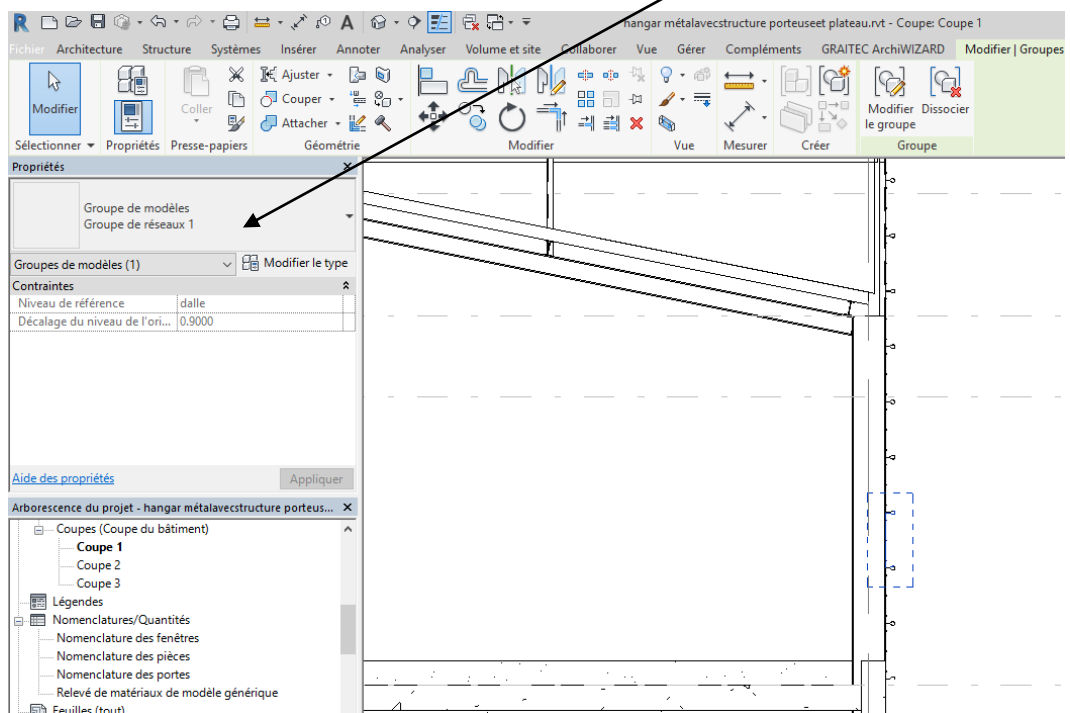 R A hangar métalavecstructure porteuseet plateau.rvt - Coupe: Coupe 1
Fichier Architecture Structure Systèmes Insérer Annoter Analyser Volume et site Collaborer Vue Gérer Compléments GRAITEC ArchiWIZARD Modifier | Groupes
Modifier
Coller
Ajuster
Couper
Attacher
Modifier le groupe
Dissocier
Sélectionner Propriétés Presse-papiers Géométrie Modifier Vue Mesurer Créer Groupe
Propriétés X
Groupe de modèles
Groupe de réseaux 1
Groupes de modèles (1) Modifier le type
Contraintes
Niveau de référence dalle
Décalage du niveau de l'ori... 0.9000
Aide des propriétés Appliquer
Arborescence du projet - hangar métalavecstructure porteus... X
Coupes (Coupe du bâtiment)
Coupe 1
Coupe 2
Coupe 3
Légendes
Nomenclatures/Quantités
Nomenclature des fenêtres
Nomenclature des pièces
Nomenclature des portes
Relevé de matériaux de modèle générique
Feuilles (tout)